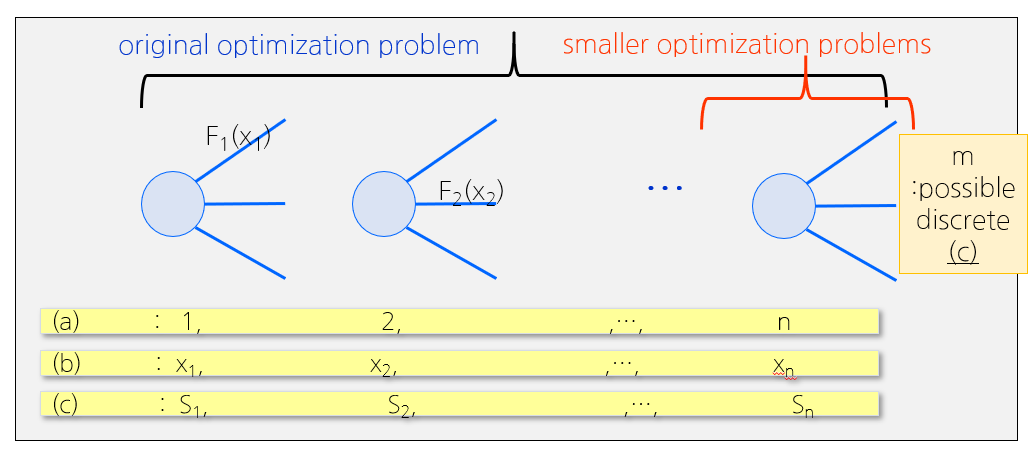 original optimization problem
smaller optimization problems
F1(x1)
F2(x2)
...
m
:possible
discrete
(c)
(a) : 1, 2, ,⋯, n
(b) : x1, x2, ,⋯, xn
(c) : S1, S2, ,⋯, Sn